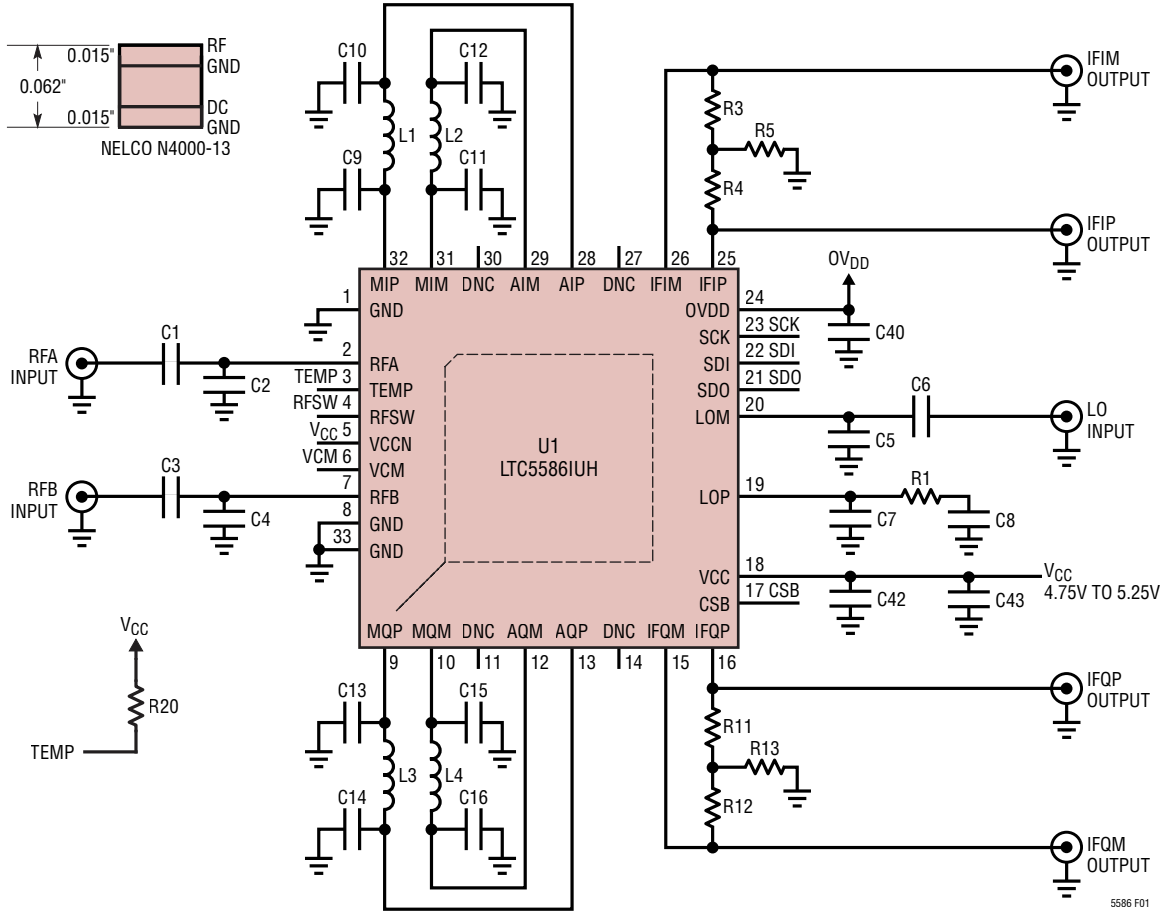 0.015"
0.062"
0.015"
RF
GND
DC
GND
NELCO N4000-13
C10
C12
L1
L2
C9
C11
R3
R5
R4
IFIM
OUTPUT
IFIP
OUTPUT
32
31
30
29
28
27
26
25
MIP
MIM
DNC
AIM
AIP
DNC
IFIM
IFIP
1
GND
RFA
INPUT
C1
C2
2
RFA
TEMP 3
TEMP
RFSW 4
RFSW
VCC 5
VCCN
VCM 6
VCM
RFB
INPUT
C3
C4
7
RFB
8
GND
33
GND
U1
LTC5586IUH
OVDD
24
OVDD
C40
SCK
23 SCK
SDI
22 SDI
SDO
21 SDO
LOM
20
C6
C5
LO
INPUT
LOP
19
R1
C7
C8
VCC
18
VCC
4.75V TO 5.25V
CSB
17 CSB
C42
C43
MQP
MQM
DNC
AQM
AQP
DNC
IFQM
IFQP
9
10
11
12
13
14
15
16
VCC
R20
TEMP
C13
C15
L3
L4
C14
C16
R11
R13
R12
IFQP
OUTPUT
IFQM
OUTPUT
5586 F01